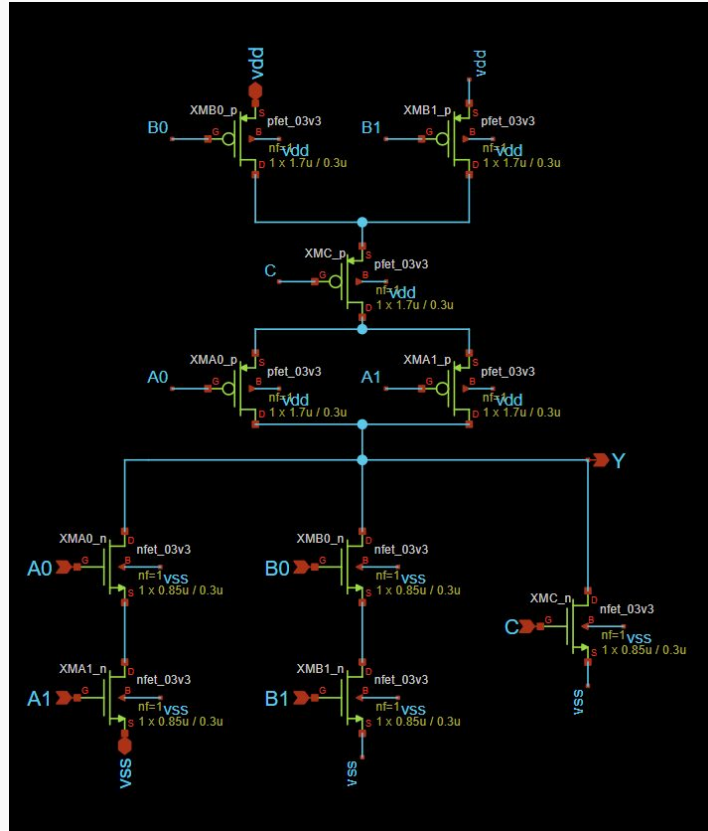 vdd
vdd
XMB0_p
S
pfet_03v3
B0
G
B
nf=1
vdd
D
1 x 1.7u / 0.3u
XMB1_p
S
pfet_03v3
B1
G
B
nf=1
vdd
D
1 x 1.7u / 0.3u
XMC_p
S
pfet_03v3
C
G
B
nf=1
vdd
D
1 x 1.7u / 0.3u
XMA0_p
S
pfet_03v3
A0
G
B
nf=1
vdd
D
1 x 1.7u / 0.3u
XMA1_p
S
pfet_03v3
A1
G
B
nf=1
vdd
D
1 x 1.7u / 0.3u
Y
XMA0_n
D
nfet_03v3
A0
G
B
nf=1
vss
S
1 x 0.85u / 0.3u
XMB0_n
D
nfet_03v3
B0
G
B
nf=1
vss
S
1 x 0.85u / 0.3u
XMC_n
D
nfet_03v3
C
G
B
nf=1
vss
S
1 x 0.85u / 0.3u
vss
XMA1_n
D
nfet_03v3
A1
G
B
nf=1
vss
S
1 x 0.85u / 0.3u
vss
XMB1_n
D
nfet_03v3
B1
G
B
nf=1
vss
S
1 x 0.85u / 0.3u
vss